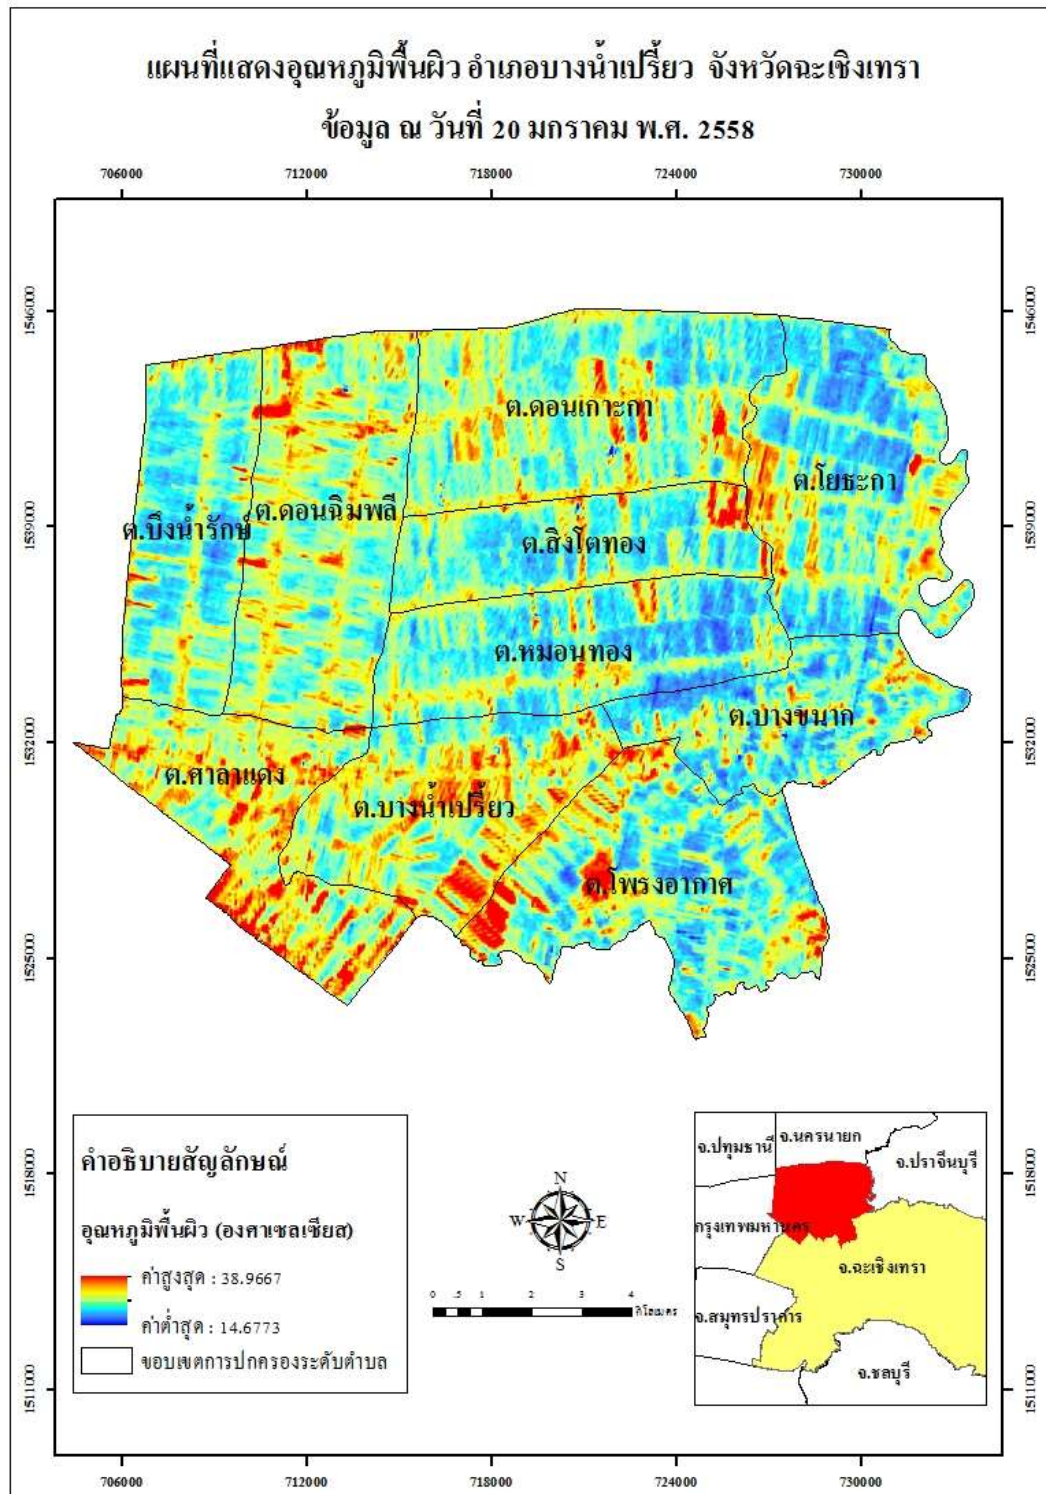 แผนที่แสดงอุณหภูมิพื้นผิว อำเภอบางน้ำเปรี้ยว จังหวัดฉะเชิงเทรา
ข้อมูล ณ วันที่ 20 มกราคม พ.ศ. 2558
706000 712000 718000 724000 730000
1546000 1546000
ต.ดอนเกาะกา
ต.โยธะกา
ต.ดอนฉิมพลี
1539000 1539000
ต.บึงน้ำรักษ์
ต.สิงโตทอง
ต.หมอนทอง
ต.บางขนาก
1532000 1532000
ต.ศาลาแดง
ต.บางน้ำเปรี้ยว
ต.โพรงอากาศ
1525000 1525000
1518000 1518000
คำอธิบายสัญลักษณ์
อุณหภูมิพื้นผิว (องศาเซลเซียส)
ค่าสูงสุด : 38.9667
ค่าต่ำสุด : 14.6773
ขอบเขตการปกครองระดับตำบล
N
W E
S
0 .5 1 2 3 4
กิโลเมตร
จ.นครนายก
จ.ปทุมธานี
จ.ปราจีนบุรี
กรุงเทพมหานคร
จ.ฉะเชิงเทรา
จ.สมุทรปราการ
จ.ชลบุรี
1511000 1511000
706000 712000 718000 724000 730000